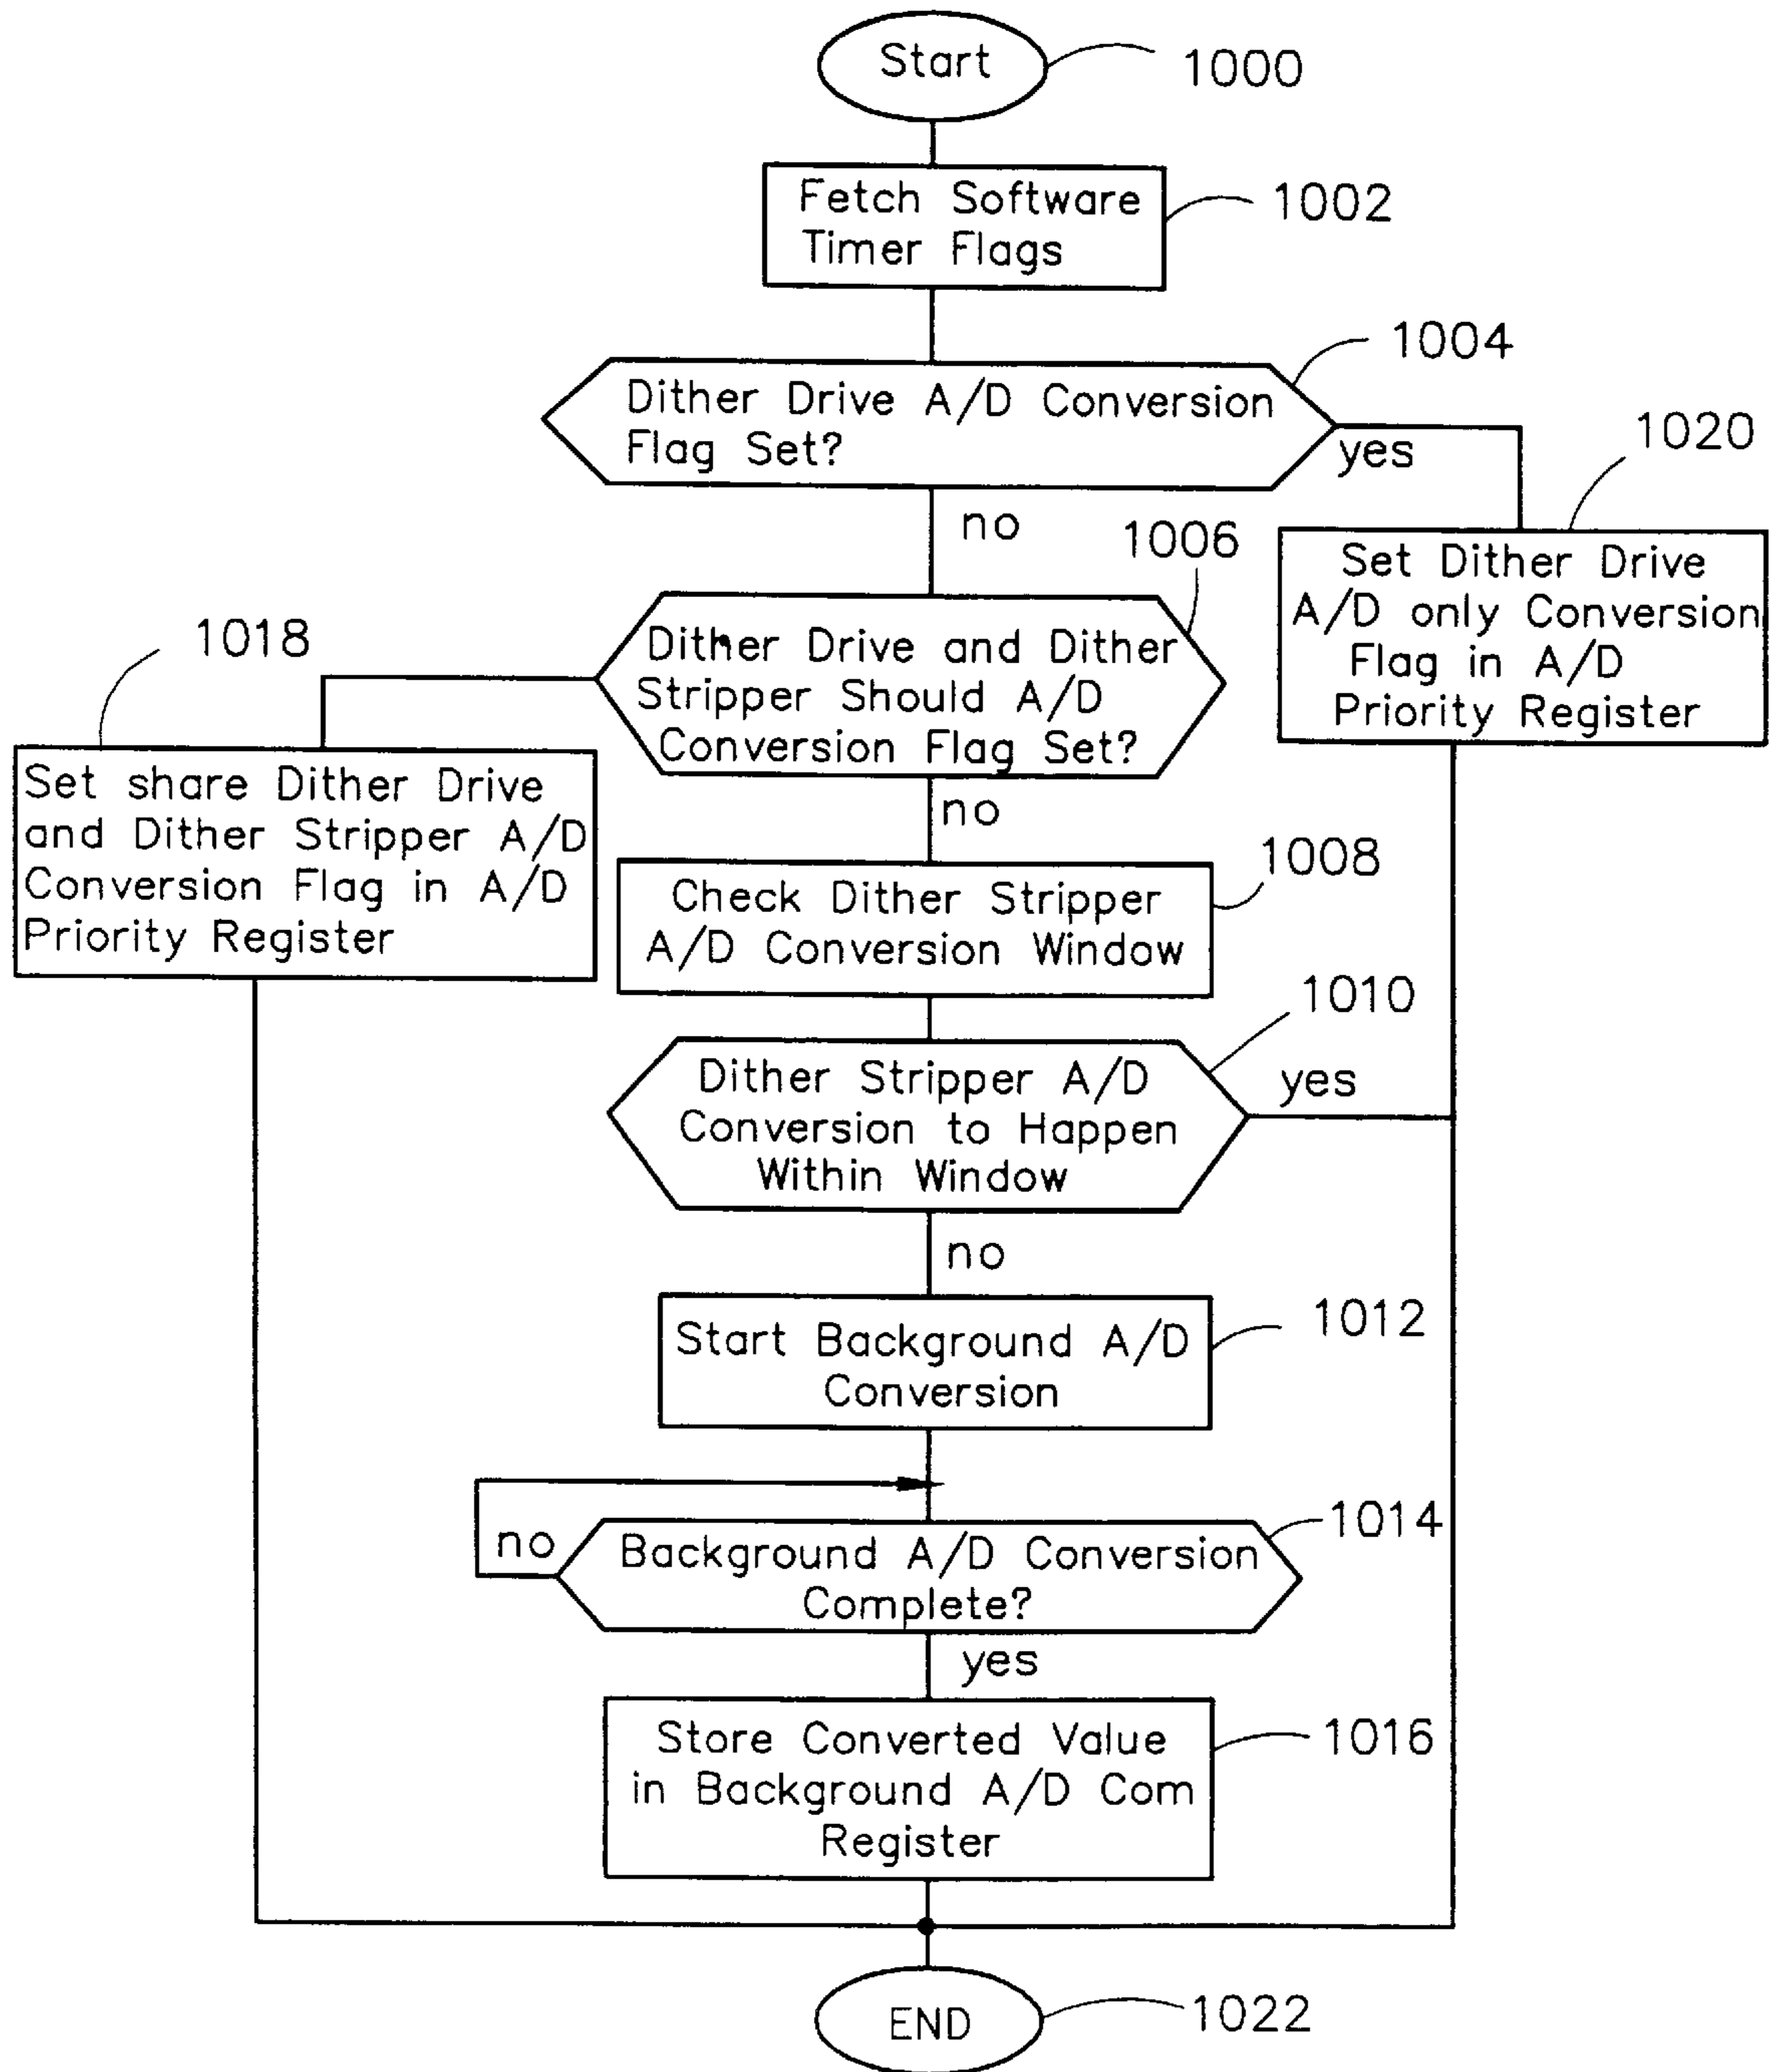 Start
1000
Fetch Software
Timer Flags
1002
Dither Drive A/D Conversion
Flag Set?
1004
yes
no
1020
Set Dither Drive
A/D only Conversion
Flag in A/D
Priority Register
1006
Dither Drive and Dither
Stripper Should A/D
Conversion Flag Set?
1018
Set share Dither Drive
and Dither Stripper A/D
Conversion Flag in A/D
Priority Register
no
1008
Check Dither Stripper
A/D Conversion Window
1010
Dither Stripper A/D
Conversion to Happen
Within Window
yes
no
1012
Start Background A/D
Conversion
1014
no
Background A/D Conversion
Complete?
yes
1016
Store Converted Value
in Background A/D Com
Register
END
1022